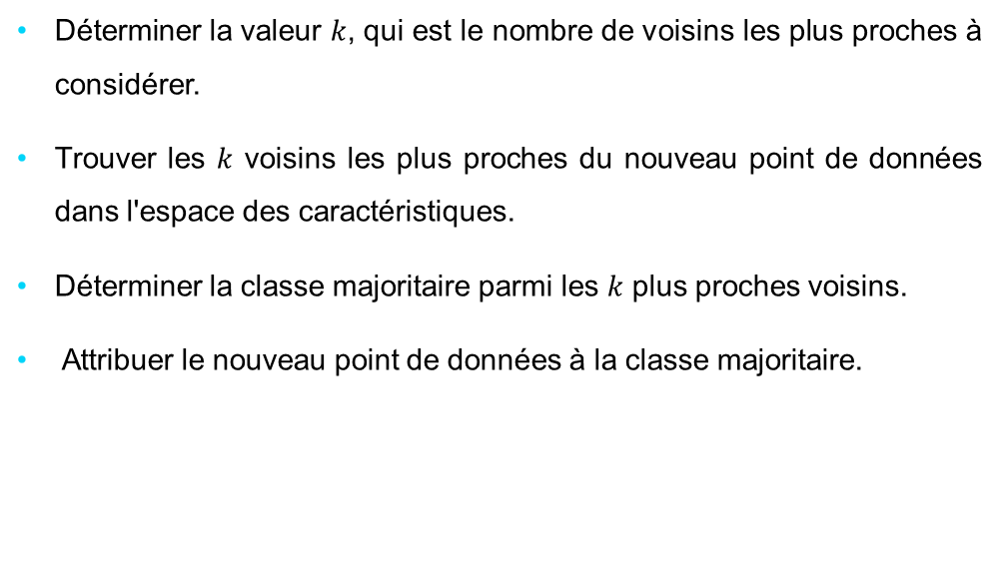 • Déterminer la valeur 𝑘, qui est le nombre de voisins les plus proches à
considérer.
• Trouver les 𝑘 voisins les plus proches du nouveau point de données
dans l'espace des caractéristiques.
• Déterminer la classe majoritaire parmi les 𝑘 plus proches voisins.
• Attribuer le nouveau point de données à la classe majoritaire.